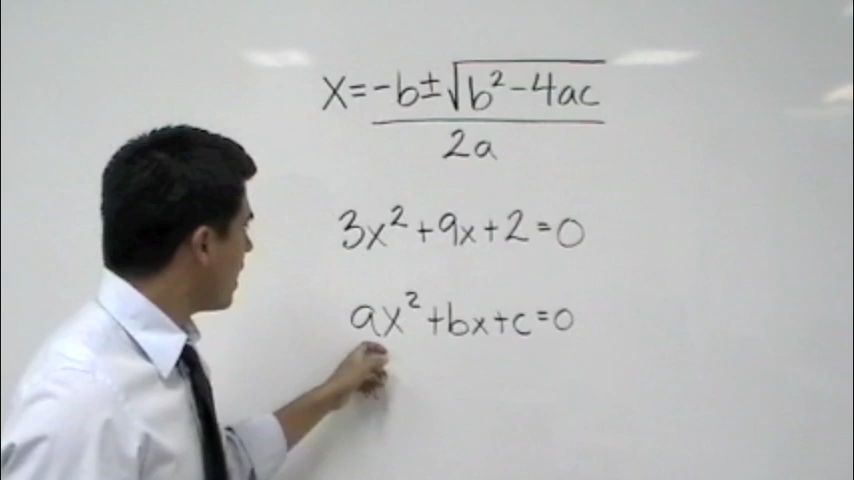 x=-b±√b²-4ac
2a
3x²+9x+2=0
ax²+bx+c=0